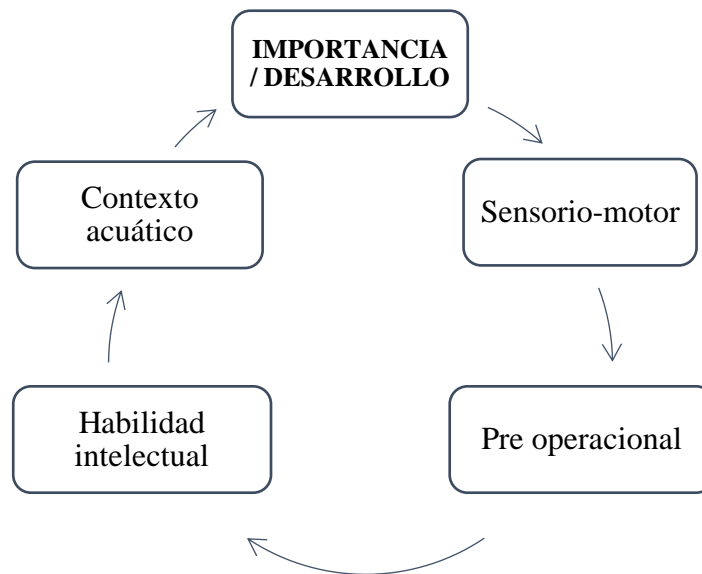 IMPORTANCIA
/ DESARROLLO
Sensorio-motor
Pre operacional
Habilidad
intelectual
Contexto
acuático